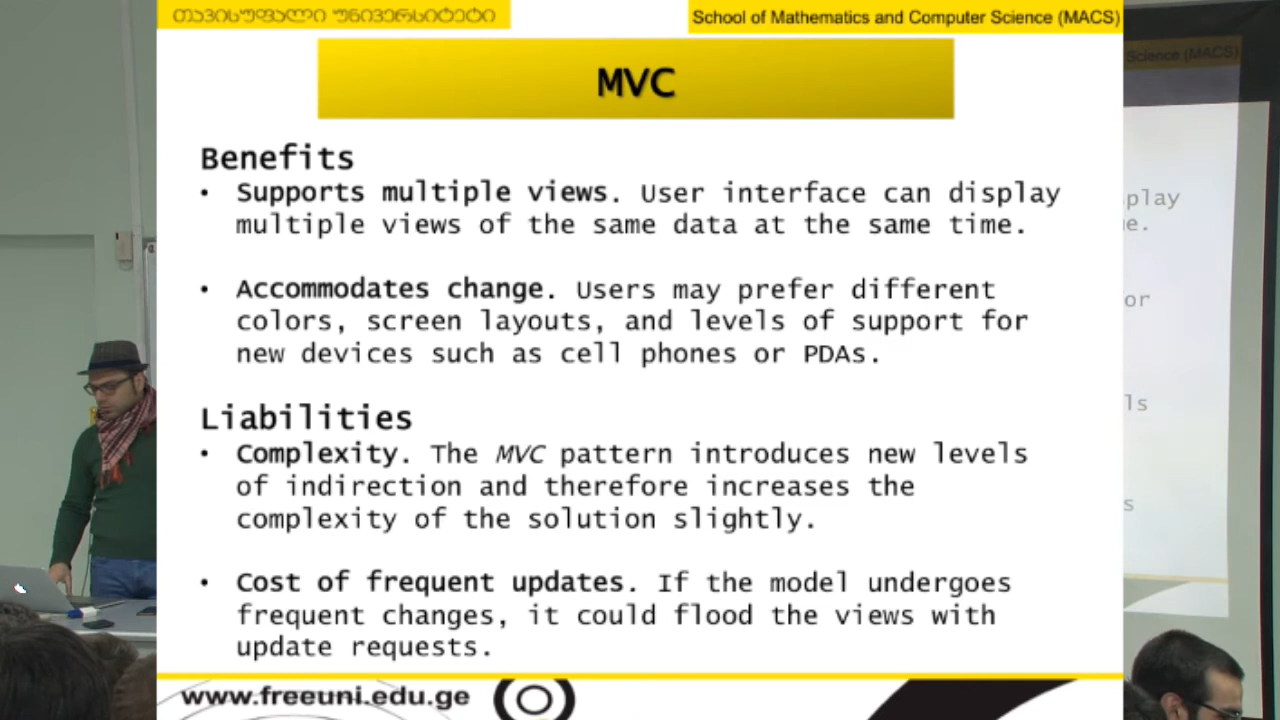 თავისუფალი უნივერსიტეტი
School of Mathematics and Computer Science (MACS)
Science (MACS)
MVC
Benefits
• Supports multiple views. User interface can display
multiple views of the same data at the same time.
• Accommodates change. Users may prefer different
colors, screen layouts, and levels of support for
new devices such as cell phones or PDAs.
Liabilities
• Complexity. The MVC pattern introduces new levels
of indirection and therefore increases the
complexity of the solution slightly.
• Cost of frequent updates. If the model undergoes
frequent changes, it could flood the views with
update requests.
www.freeuni.edu.ge